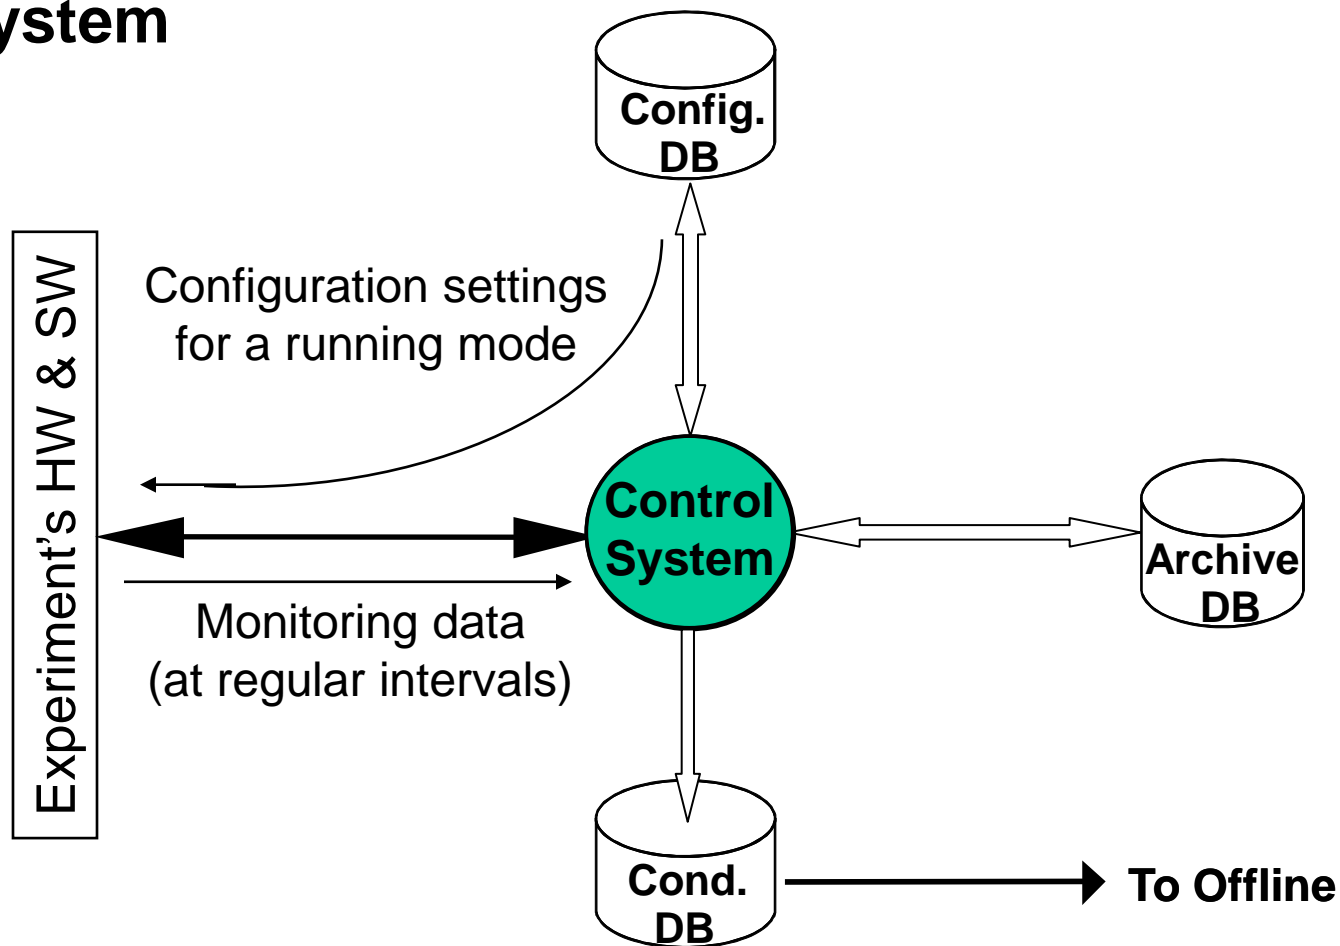 ystem
Config.
DB
Configuration settings
for a running mode
Experiment's HW & SW
Control
System
Archive
DB
Monitoring data
(at regular intervals)
Cond.
DB
To Offline